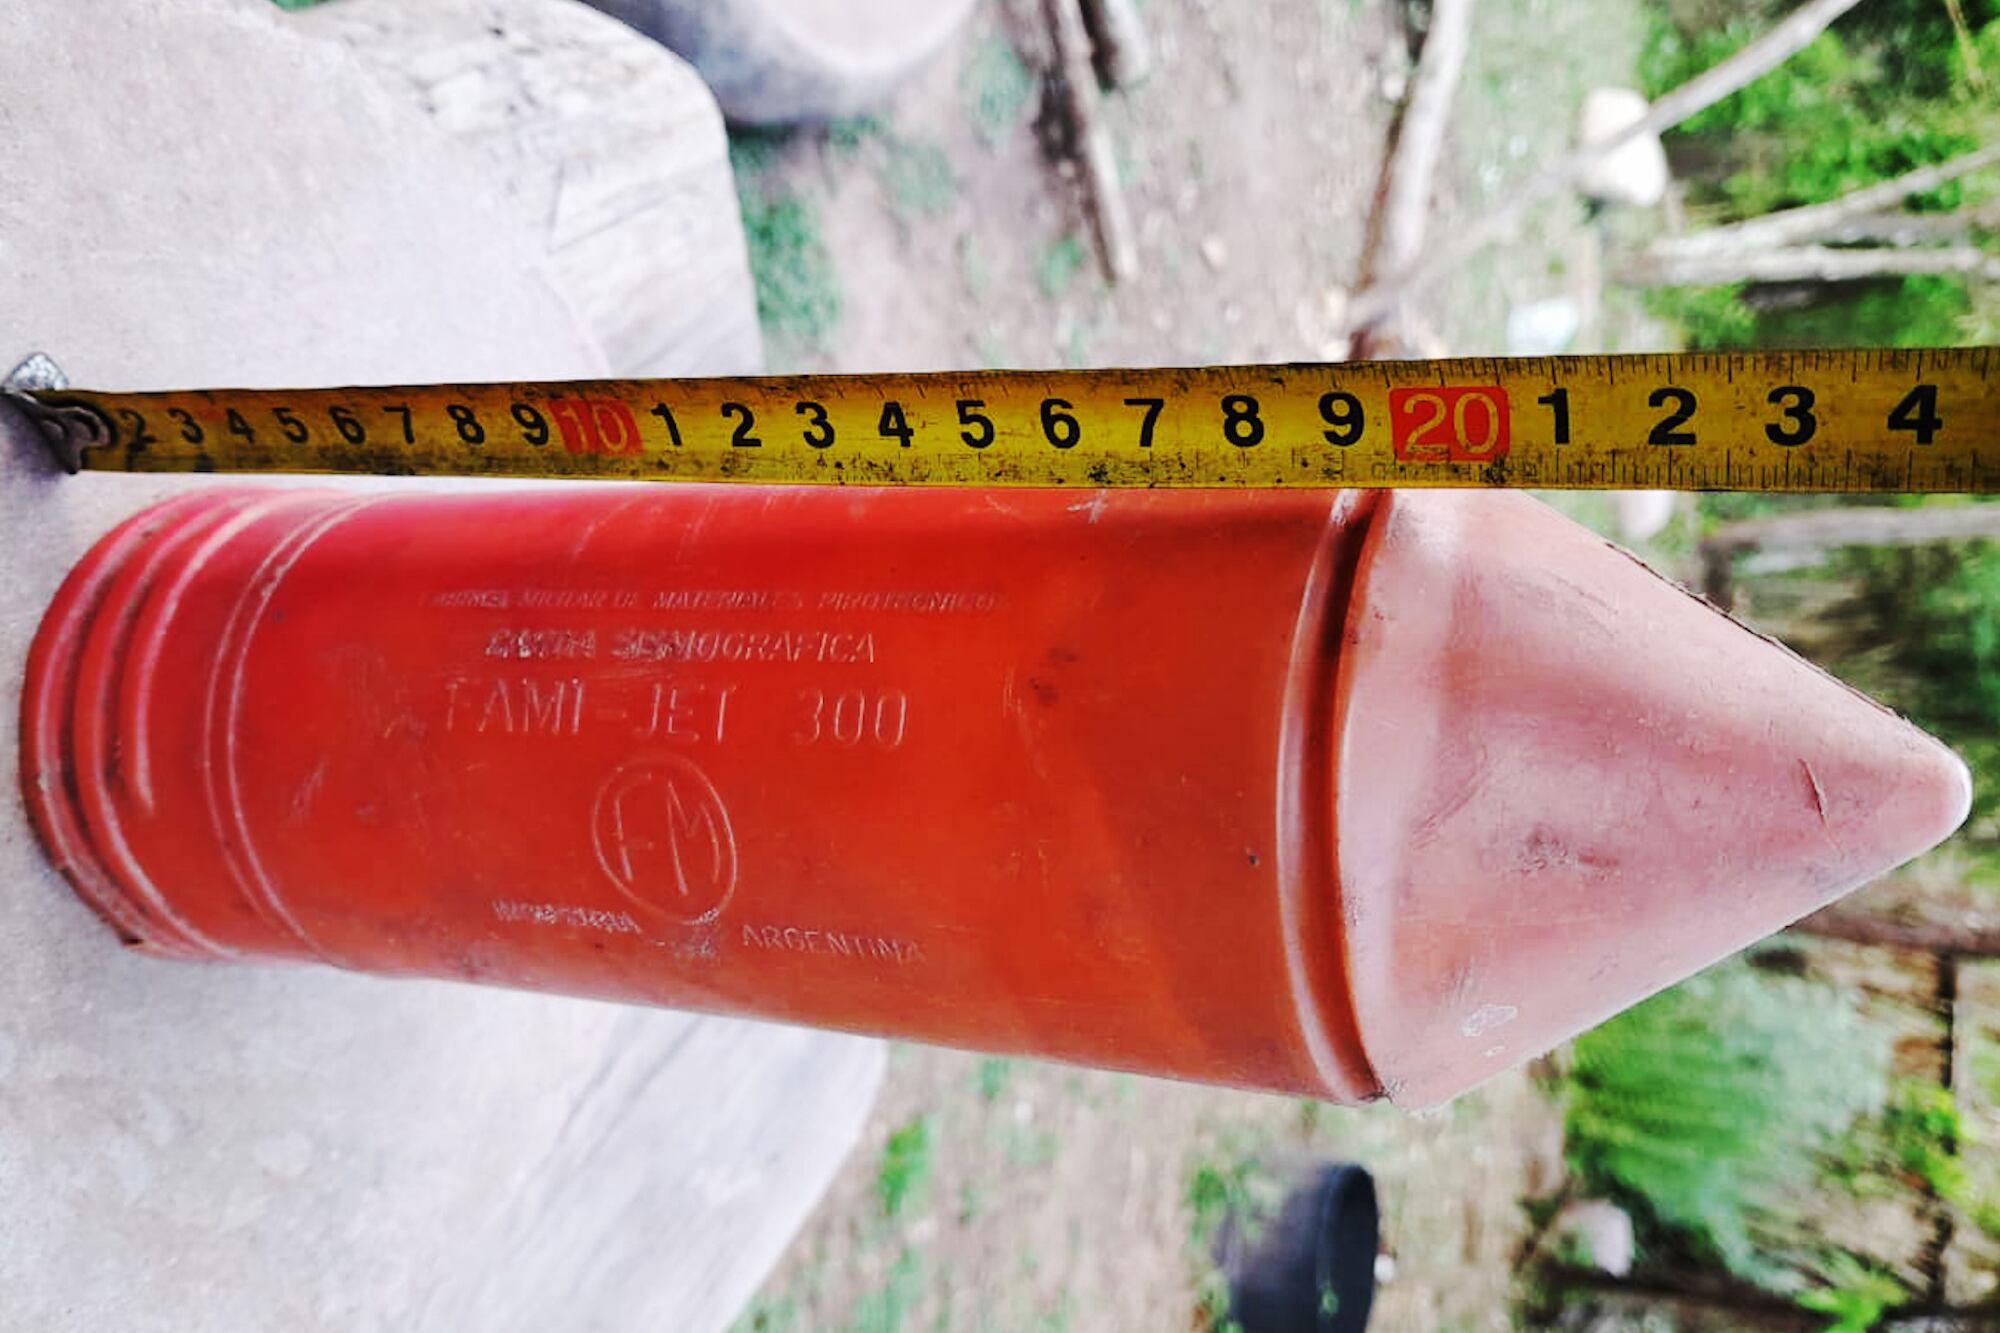 2 3 4 5 6 7 8 9 10 1 2 3 4 5 6 7 8 9 20 1 2 3 4
MILITAR DE MATERIALES PIROTECNICOS
SISMOGRAFICA
FAMI-JET 300
FM
INDUSTRIA ARGENTINA